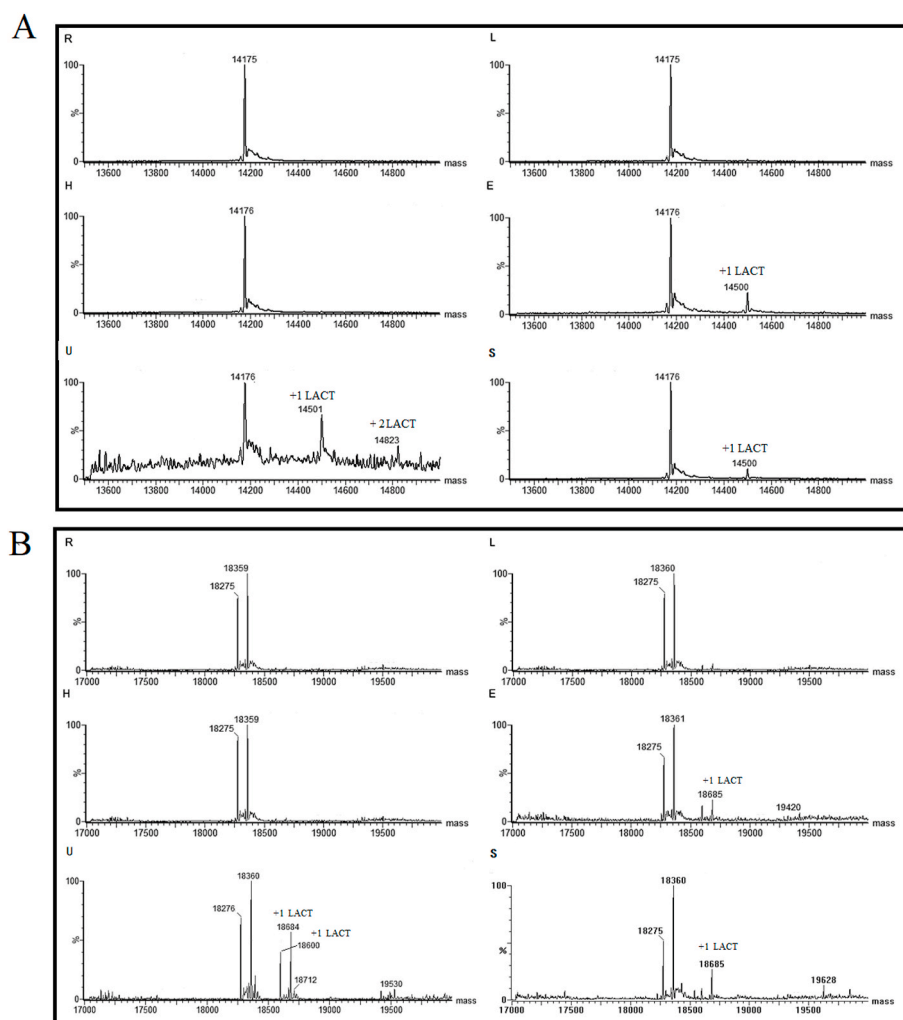 A
R
14175
100
%
0
13600 13800 14000 14200 14400 14600 14800 mass
L
14175
100
%
0
13600 13800 14000 14200 14400 14600 14800 mass
H
14176
100
%
0
13600 13800 14000 14200 14400 14600 14800 mass
E
14176
100
+1 LACT
14500
%
0
13600 13800 14000 14200 14400 14600 14800 mass
U
14176
100
+1 LACT
14501
+ 2LACT
14823
%
0
13600 13800 14000 14200 14400 14600 14800 mass
S
14176
100
+1 LACT
14500
%
0
13600 13800 14000 14200 14400 14600 14800 mass
B
R
18359
100
18275
%
0
17000 17500 18000 18500 19000 19500 mass
L
18360
100
18275
%
0
17000 17500 18000 18500 19000 19500 mass
H
18359
100
18275
%
0
17000 17500 18000 18500 19000 19500 mass
E
18361
100
18275
+1 LACT
18685
19420
%
0
17000 17500 18000 18500 19000 19500 mass
U
18360
100
18276
+1 LACT
18684
+1 LACT
18600
18712
19530
%
0
17000 17500 18000 18500 19000 19500 mass
S
18360
100
18275
+1 LACT
18685
19628
%
0
17000 17500 18000 18500 19000 19500 mass